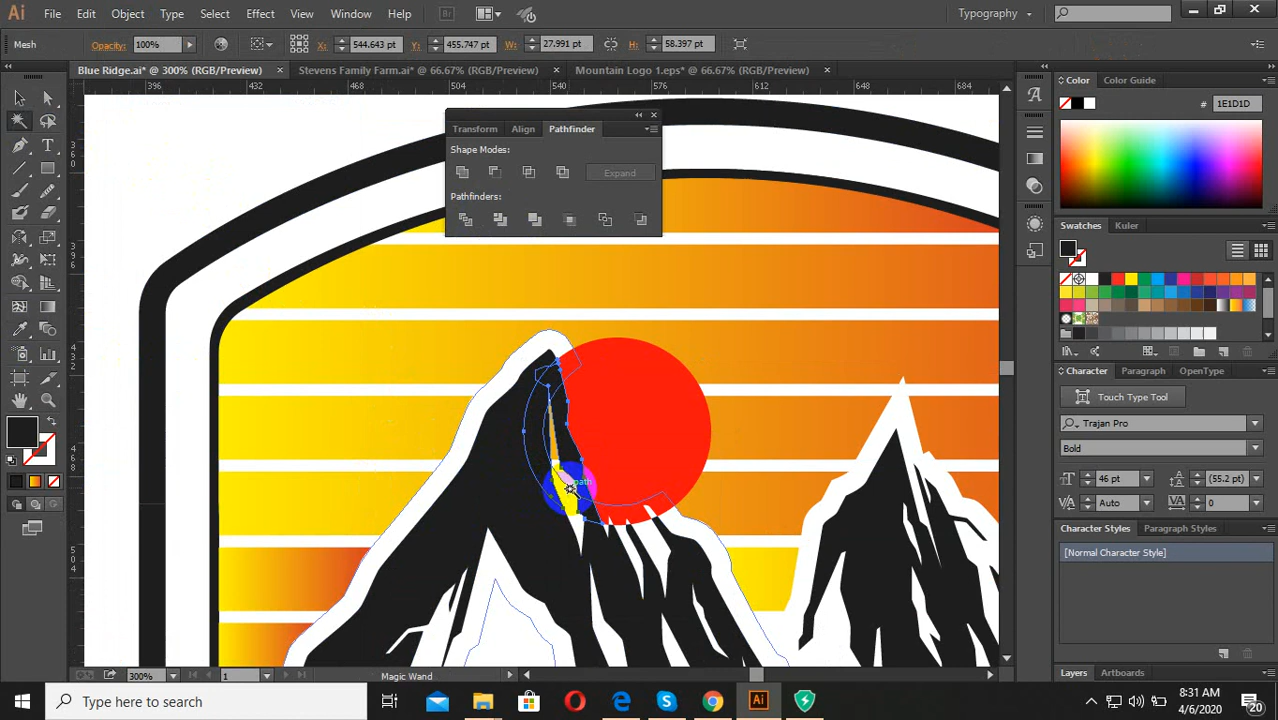 Ai File Edit Object Type Select Effect View Window Help Br Typography
Mesh Opacity: 100% X: 544.643 pt Y: 455.747 pt W: 27.991 pt H: 58.397 pt
Blue Ridge.ai* @ 300% (RGB/Preview) × Stevens Family Farm.ai* @ 66.67% (RGB/Preview) × Mountain Logo 1.eps* @ 66.67% (RGB/Preview) ×
396 432 468 504 540 576 612 648 684
Transform Align Pathfinder
Shape Modes:
Expand
Pathfinders:
path
Color Color Guide
# 1E1D1D
Swatches Kuler
Character Paragraph OpenType
Touch Type Tool
Trajan Pro
Bold
46 pt (55.2 pt)
Auto 0
Character Styles Paragraph Styles
[Normal Character Style]
Layers Artboards
300% 1 Magic Wand
Type here to search
Ai
8:31 AM
4/6/2020
20